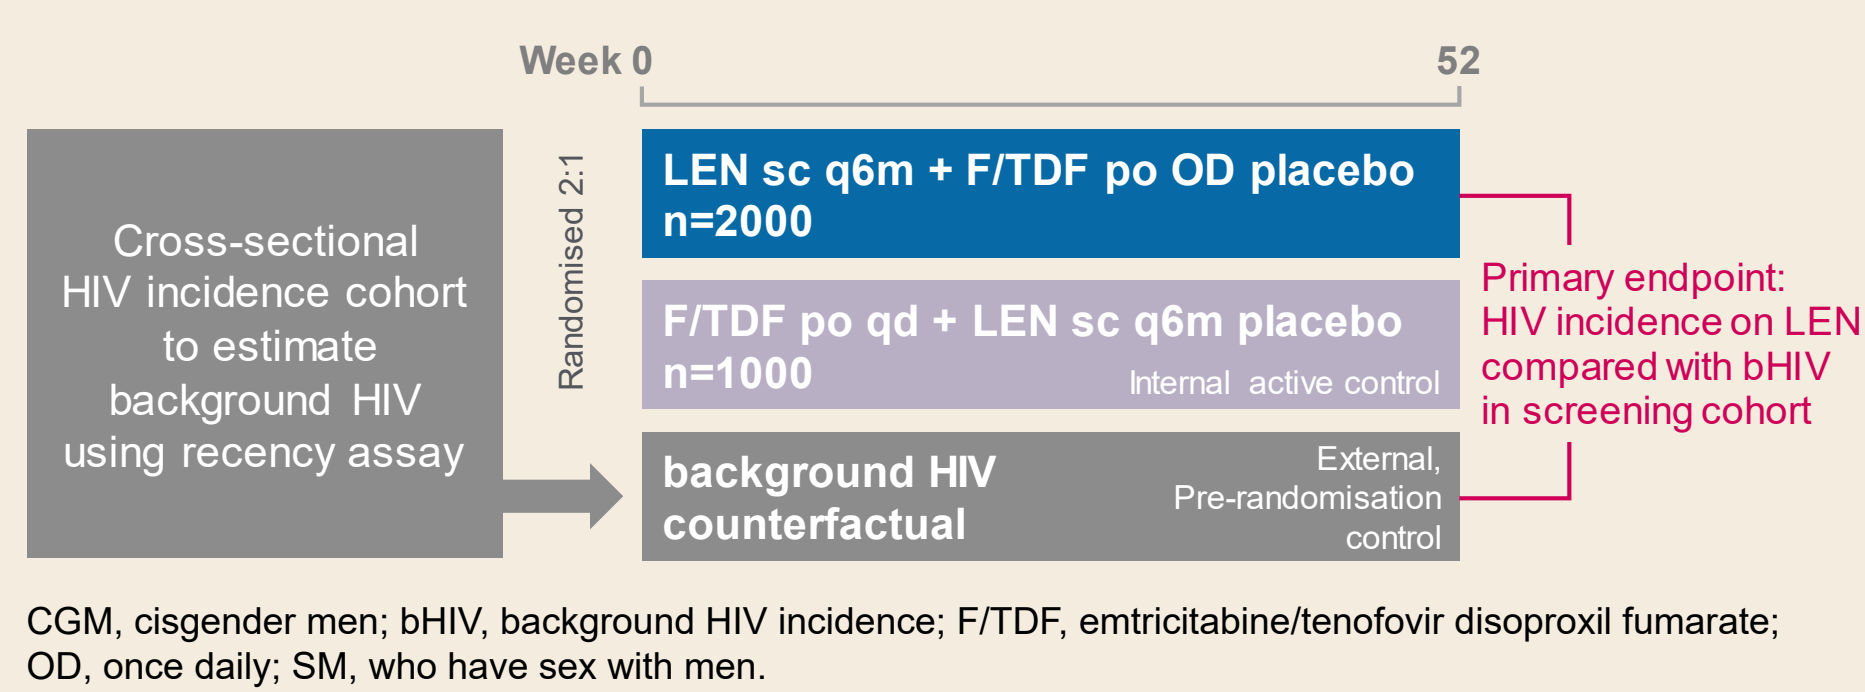 Week 0
52
Cross-sectional
HIV incidence cohort
to estimate
background HIV
using recency assay
Randomised 2:1
LEN sc q6m + F/TDF po OD placebo
n=2000
F/TDF po qd + LEN sc q6m placebo
n=1000
Internal active control
background HIV
counterfactual
External,
Pre-randomisation
control
Primary endpoint:
HIV incidence on LEN
compared with bHIV
in screening cohort
CGM, cisgender men; bHIV, background HIV incidence; F/TDF, emtricitabine/tenofovir disoproxil fumarate;
OD, once daily; SM, who have sex with men.